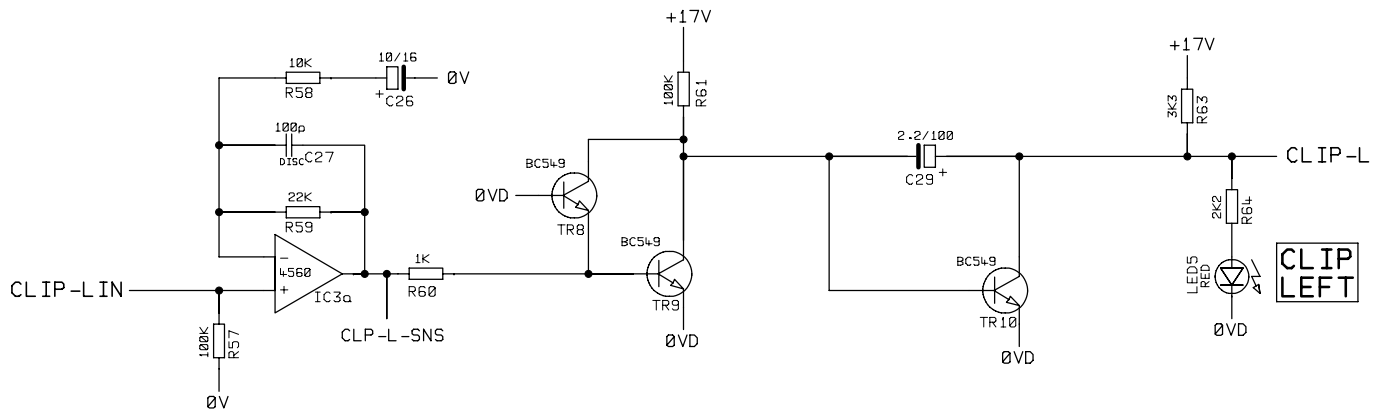 +17V
10/16
10K
0V
R58
+
C26
100K
R61
+17V
3K3
R63
100p
DISC
C27
2.2/100
C29
+
CLIP-L
BC549
0VD
TR8
22K
R59
2K2
R64
BC549
-
4560
+
IC3a
1K
R60
TR9
BC549
TR10
LED5
RED
CLIP
LEFT
CLIP-LIN
100K
R57
CLP-L-SNS
0VD
0VD
0VD
0V